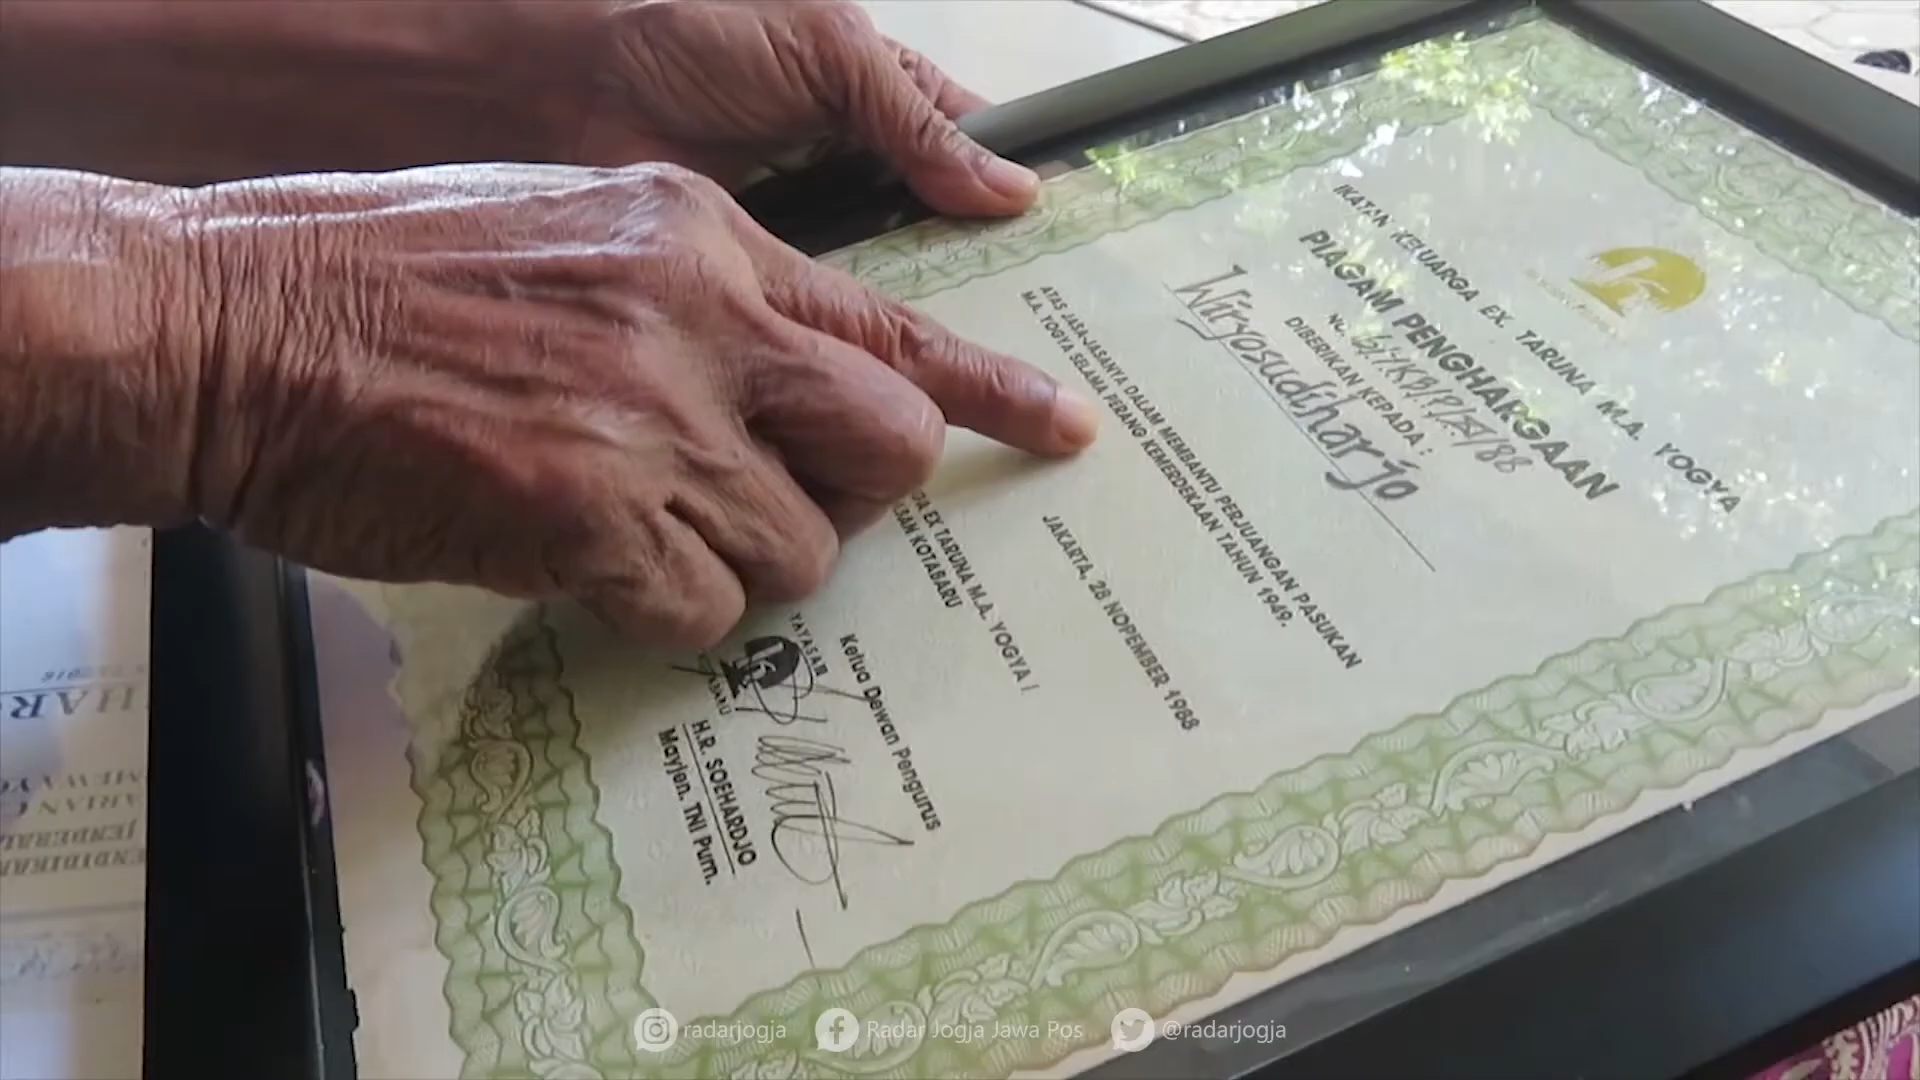 IKATAN KELUARGA EX. TARUNA M.A. YOGYA
PIAGAM PENGHARGAAN
DIBERIKAN KEPADA :
Wiryosudiharjo
ATAS JASA-JASANYA DALAM MEMBANTU PERJUANGAN PASUKAN
M.A. YOGYA SELAMA PERANG KEMERDEKAAN TAHUN 1949.
JAKARTA, 28 NOPEMBER 1988
EX TARUNA M.A. YOGYA /
KOTABARU
Ketua Dewan Pengurus
YAYASAN
H.R. SOEHARDJO
Mayjen. TNI Purn.
radarjogja
Radar Jogja Jawa Pos
@radarjogja